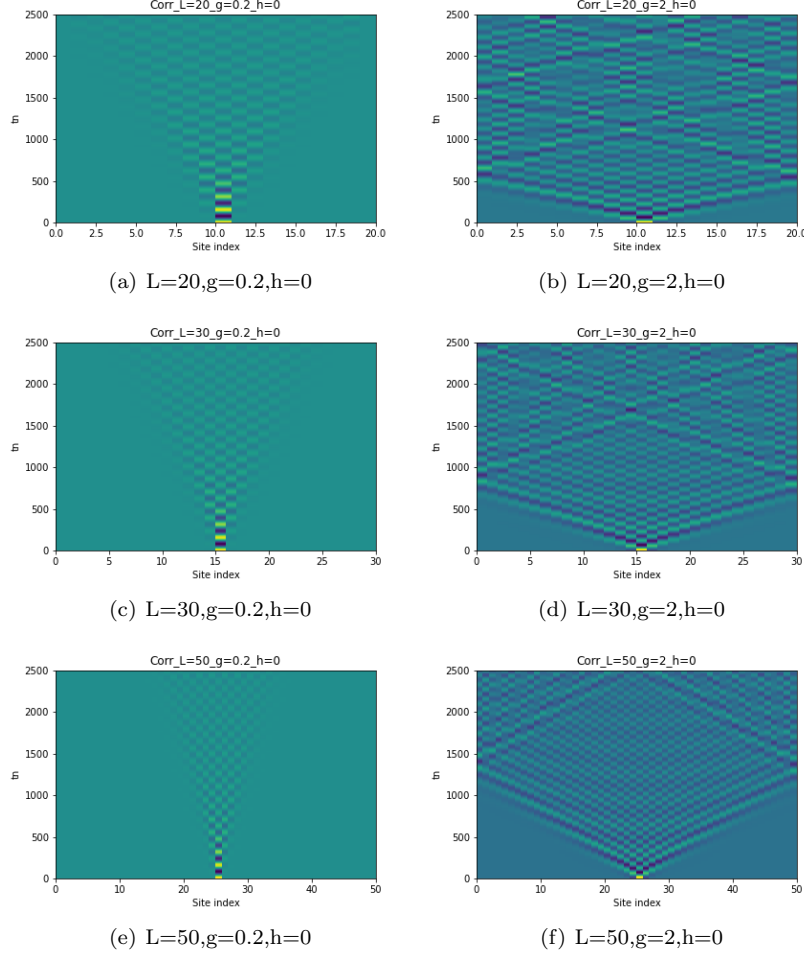 Corr_L=20_g=0.2_h=0
2500
2000
1500
1000
500
0
tn
0.0 2.5 5.0 7.5 10.0 12.5 15.0 17.5 20.0
Site index
(a) L=20,g=0.2,h=0
Corr_L=20_g=2_h=0
2500
2000
1500
1000
500
0
tn
0.0 2.5 5.0 7.5 10.0 12.5 15.0 17.5 20.0
Site index
(b) L=20,g=2,h=0
Corr_L=30_g=0.2_h=0
2500
2000
1500
1000
500
0
tn
0 5 10 15 20 25 30
Site index
(c) L=30,g=0.2,h=0
Corr_L=30_g=2_h=0
2500
2000
1500
1000
500
0
tn
0 5 10 15 20 25 30
Site index
(d) L=30,g=2,h=0
Corr_L=50_g=0.2_h=0
2500
2000
1500
1000
500
0
tn
0 10 20 30 40 50
Site index
(e) L=50,g=0.2,h=0
Corr_L=50_g=2_h=0
2500
2000
1500
1000
500
0
tn
0 10 20 30 40 50
Site index
(f) L=50,g=2,h=0